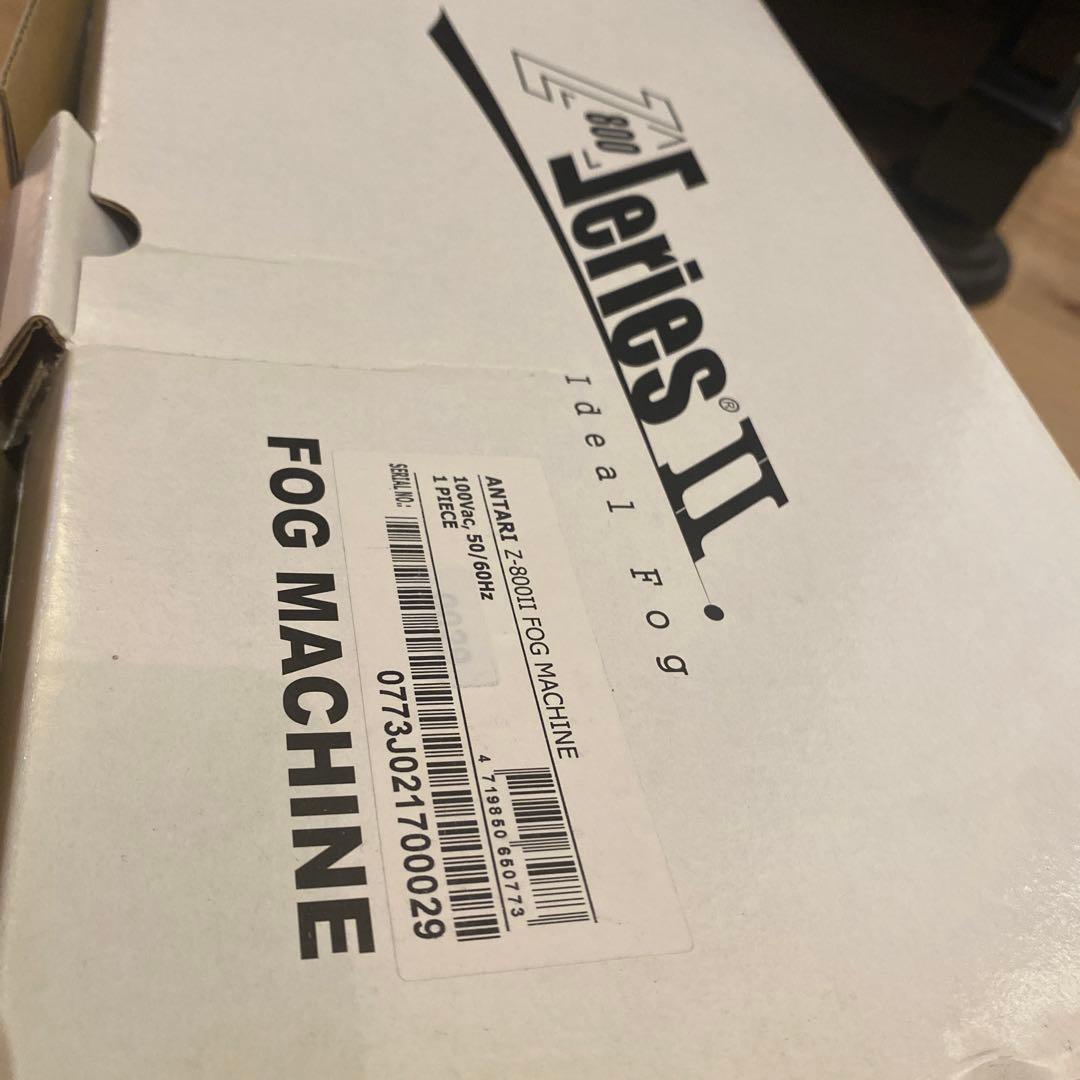 Z
800
Series II®
Ideal Fog
ANTARI Z-800II FOG MACHINE
100Vac, 50/60Hz
1 PIECE
4 719850 650773
SERIAL NO.:
0773J021700029
FOG MACHINE